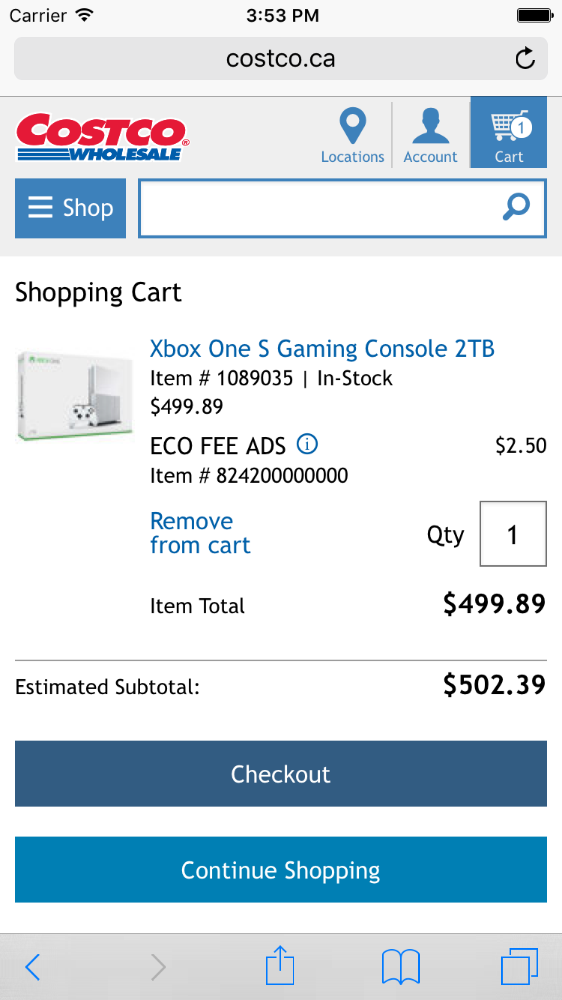 Carrier 3:53 PM
costco.ca
COSTCO®
WHOLESALE
Locations Account Cart 1
Shop
Shopping Cart
Xbox One S Gaming Console 2TB
Item # 1089035 | In-Stock
$499.89
ECO FEE ADS $2.50
Item # 824200000000
Remove
from cart
Qty 1
Item Total $499.89
Estimated Subtotal: $502.39
Checkout
Continue Shopping